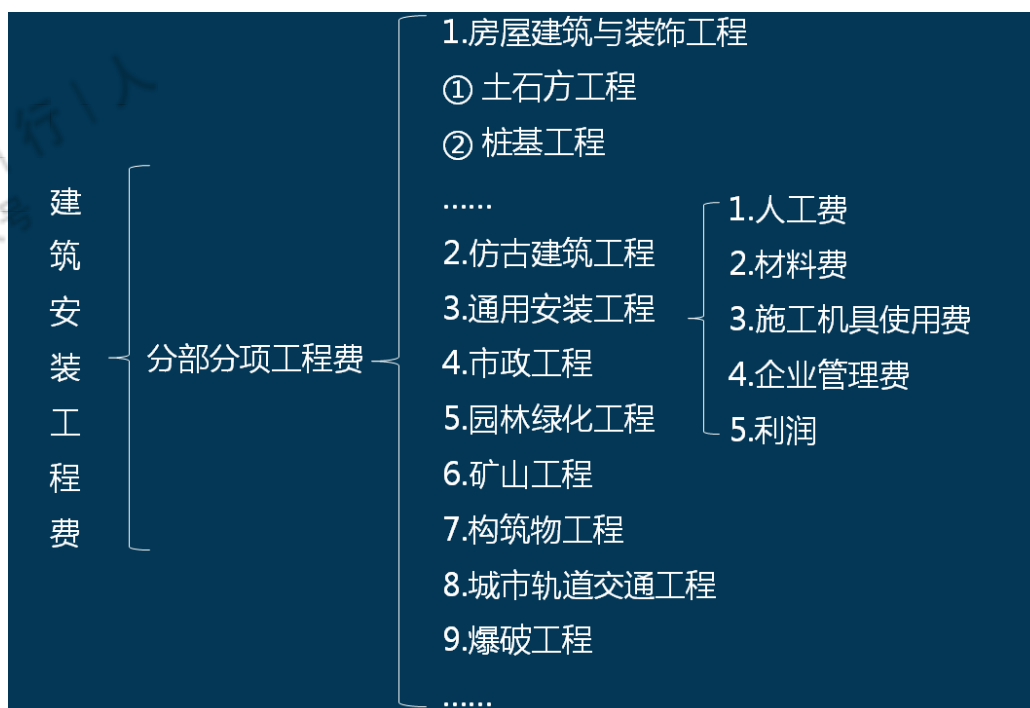 建筑安装工程费
分部分项工程费
1.房屋建筑与装饰工程
① 土石方工程
② 桩基工程
......
2.仿古建筑工程
3.通用安装工程
4.市政工程
5.园林绿化工程
6.矿山工程
7.构筑物工程
8.城市轨道交通工程
9.爆破工程
......
1.人工费
2.材料费
3.施工机具使用费
4.企业管理费
5.利润
行|人
号